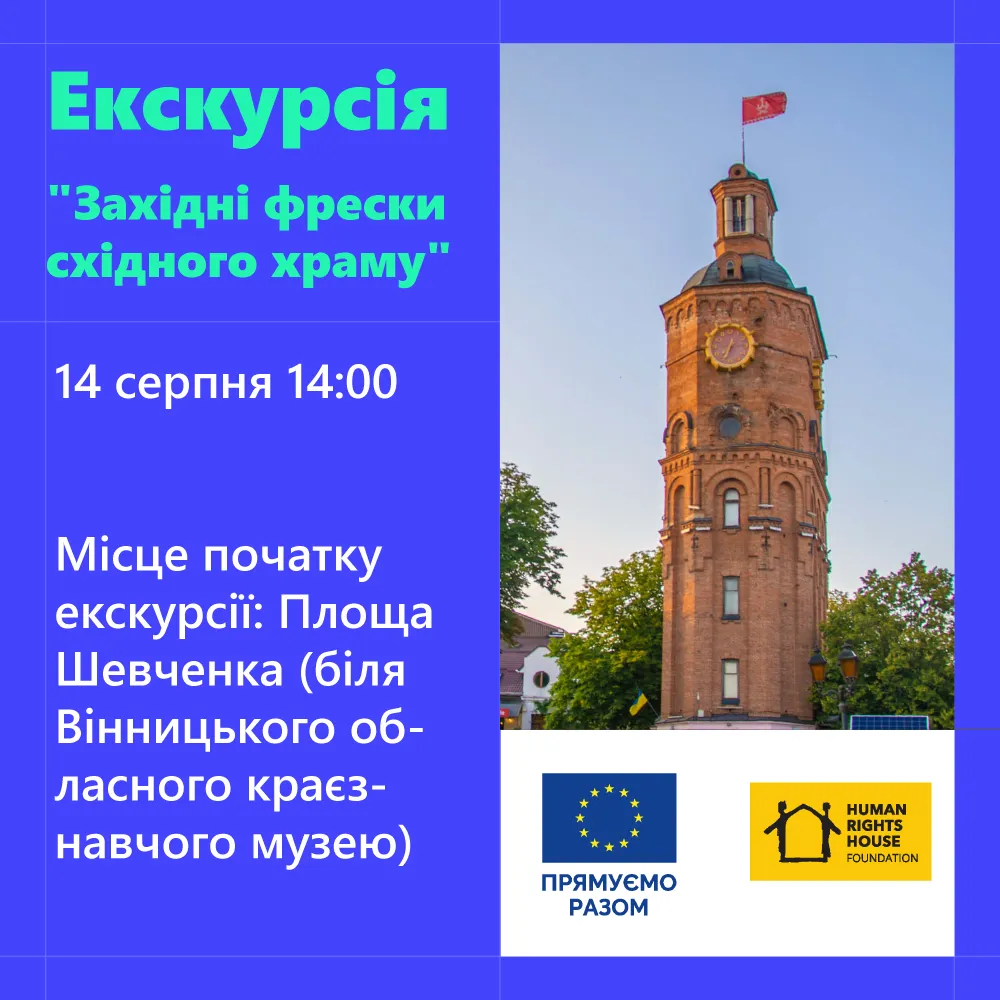 Екскурсія
"Західні фрески
східного храму"
14 серпня 14:00
Місце початку
екскурсії: Площа
Шевченка (біля
Вінницького об-
ласного краєз-
навчого музею)
ПРЯМУЄМО
РАЗОМ
HUMAN
RIGHTS
HOUSE
FOUNDATION